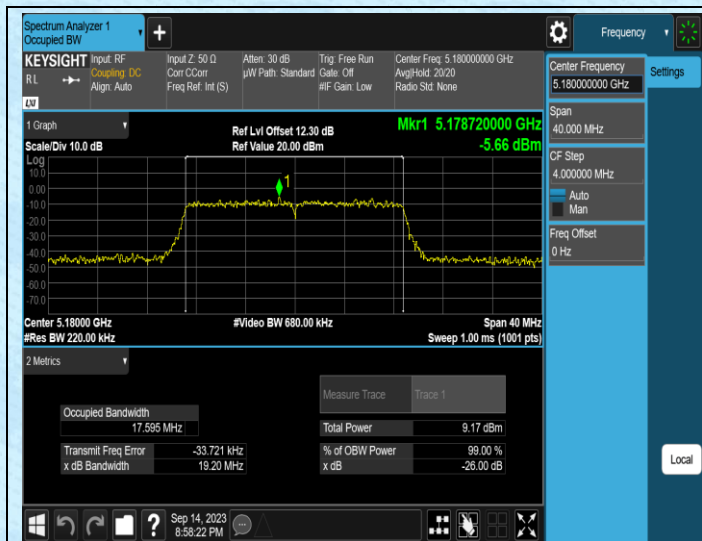 Spectrum Analyzer 1
Occupied BW
Frequency
KEYSIGHT
RL
LXI
Input: RF
Coupling: DC
Align: Auto
Input Z: 50 Ω
Corr CCorr
Freq Ref: Int (S)
Atten: 30 dB
µW Path: Standard
Trig: Free Run
Gate: Off
#IF Gain: Low
Center Freq: 5.180000000 GHz
Avg|Hold: 20/20
Radio Std: None
Center Frequency
5.180000000 GHz
Settings
Span
40.000 MHz
CF Step
4.000000 MHz
Auto
Man
Freq Offset
0 Hz
1 Graph
Scale/Div 10.0 dB
Ref Lvl Offset 12.30 dB
Ref Value 20.00 dBm
Mkr1 5.178720000 GHz
-5.66 dBm
Log
10.0
0.00
-10.0
-20.0
-30.0
-40.0
-50.0
-60.0
-70.0
1
Center 5.18000 GHz
#Res BW 220.00 kHz
#Video BW 680.00 kHz
Span 40 MHz
Sweep 1.00 ms (1001 pts)
2 Metrics
Measure Trace
Trace 1
Occupied Bandwidth
17.595 MHz
Total Power
9.17 dBm
Transmit Freq Error
-33.721 kHz
% of OBW Power
99.00 %
x dB Bandwidth
19.20 MHz
x dB
-26.00 dB
Local
Sep 14, 2023
8:58:22 PM